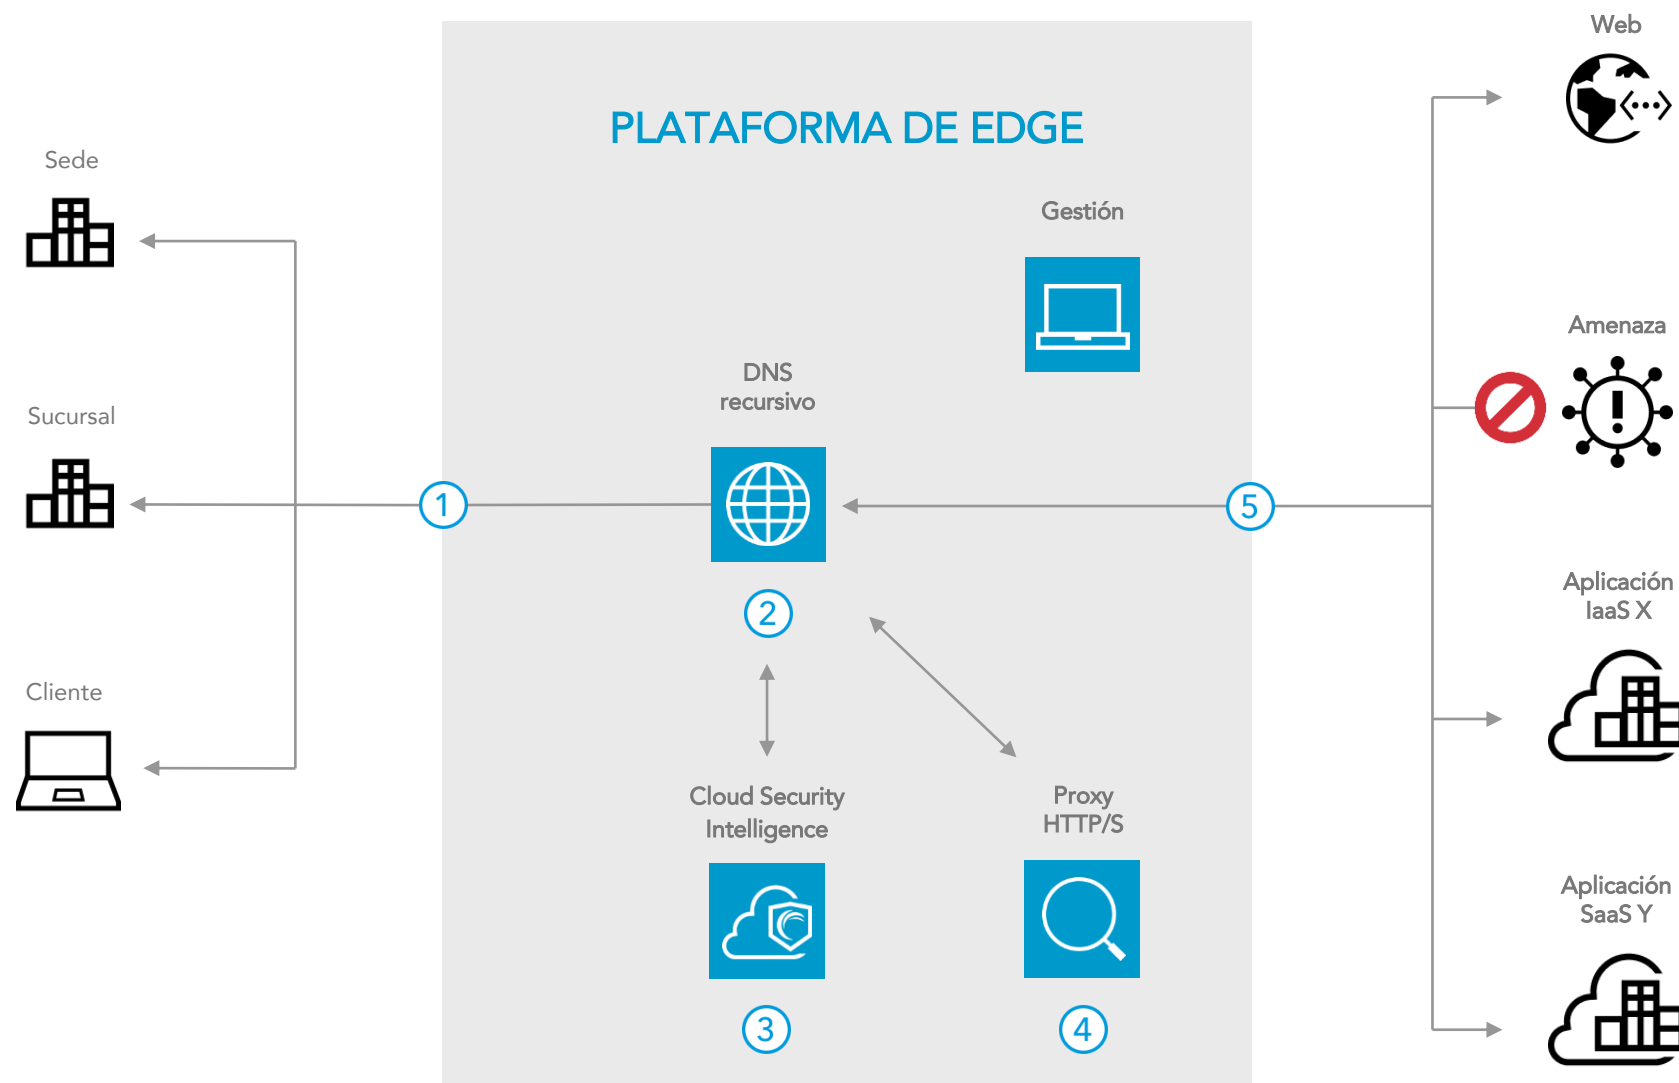 PLATAFORMA DE EDGE
Sede
Sucursal
Cliente
1
Gestión
DNS
recursivo
2
Cloud Security
Intelligence
3
Proxy
HTTP/S
4
5
Web
Amenaza
Aplicación
IaaS X
Aplicación
SaaS Y